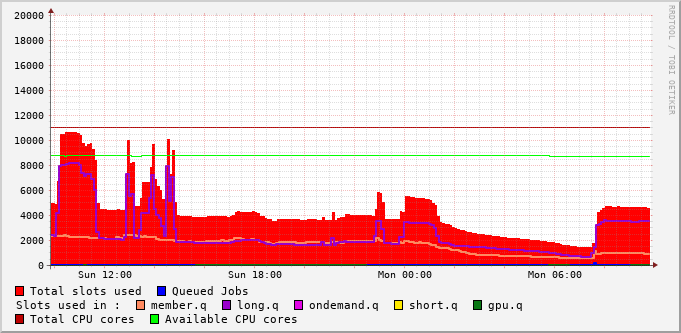 RRDTOOL / TOBI OETIKER
20000
18000
16000
14000
12000
10000
8000
6000
4000
2000
0
Sun 12:00 Sun 18:00 Mon 00:00 Mon 06:00
Total slots used Queued Jobs
Slots used in : member.q long.q ondemand.q short.q gpu.q
Total CPU cores Available CPU cores